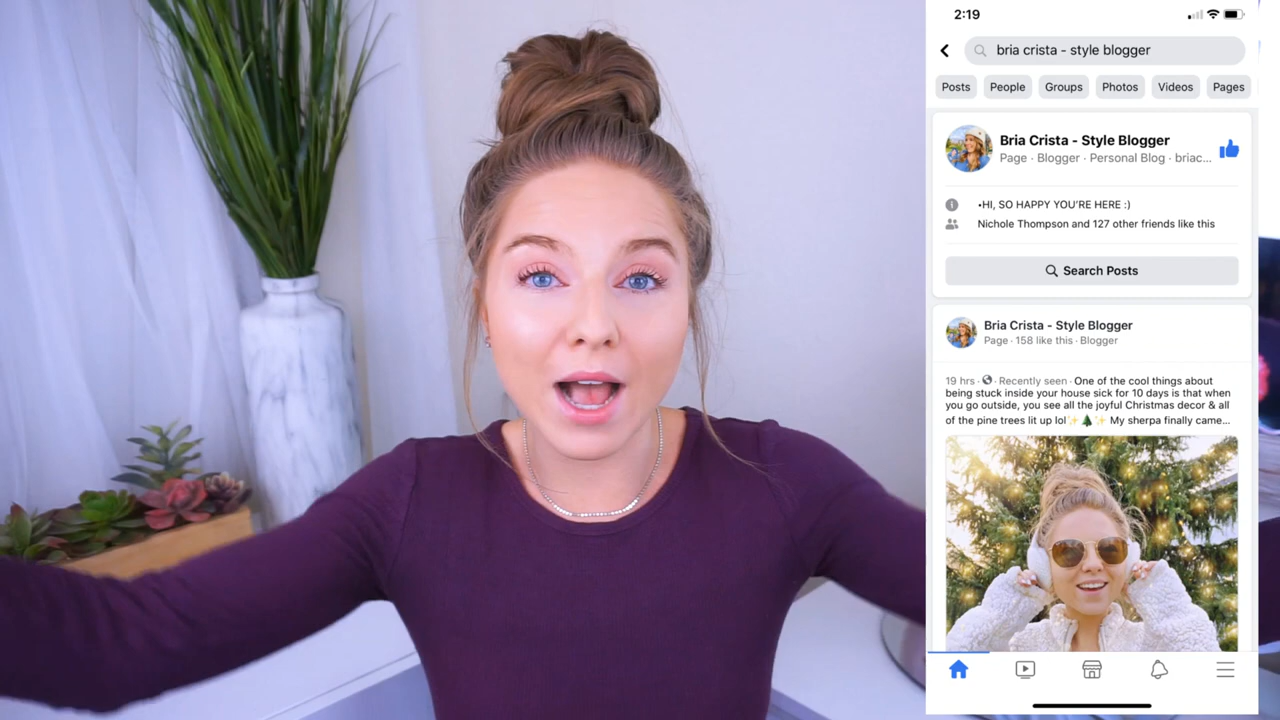 2:19
bria crista - style blogger
Posts People Groups Photos Videos Pages
Bria Crista - Style Blogger
Page · Blogger · Personal Blog · briac...
•HI, SO HAPPY YOU'RE HERE :)
Nichole Thompson and 127 other friends like this
Search Posts
Bria Crista - Style Blogger
Page · 158 like this · Blogger
19 hrs · Recently seen · One of the cool things about
being stuck inside your house sick for 10 days is that when
you go outside, you see all the joyful Christmas decor & all
of the pine trees lit up lol✨🌲✨ My sherpa finally came...